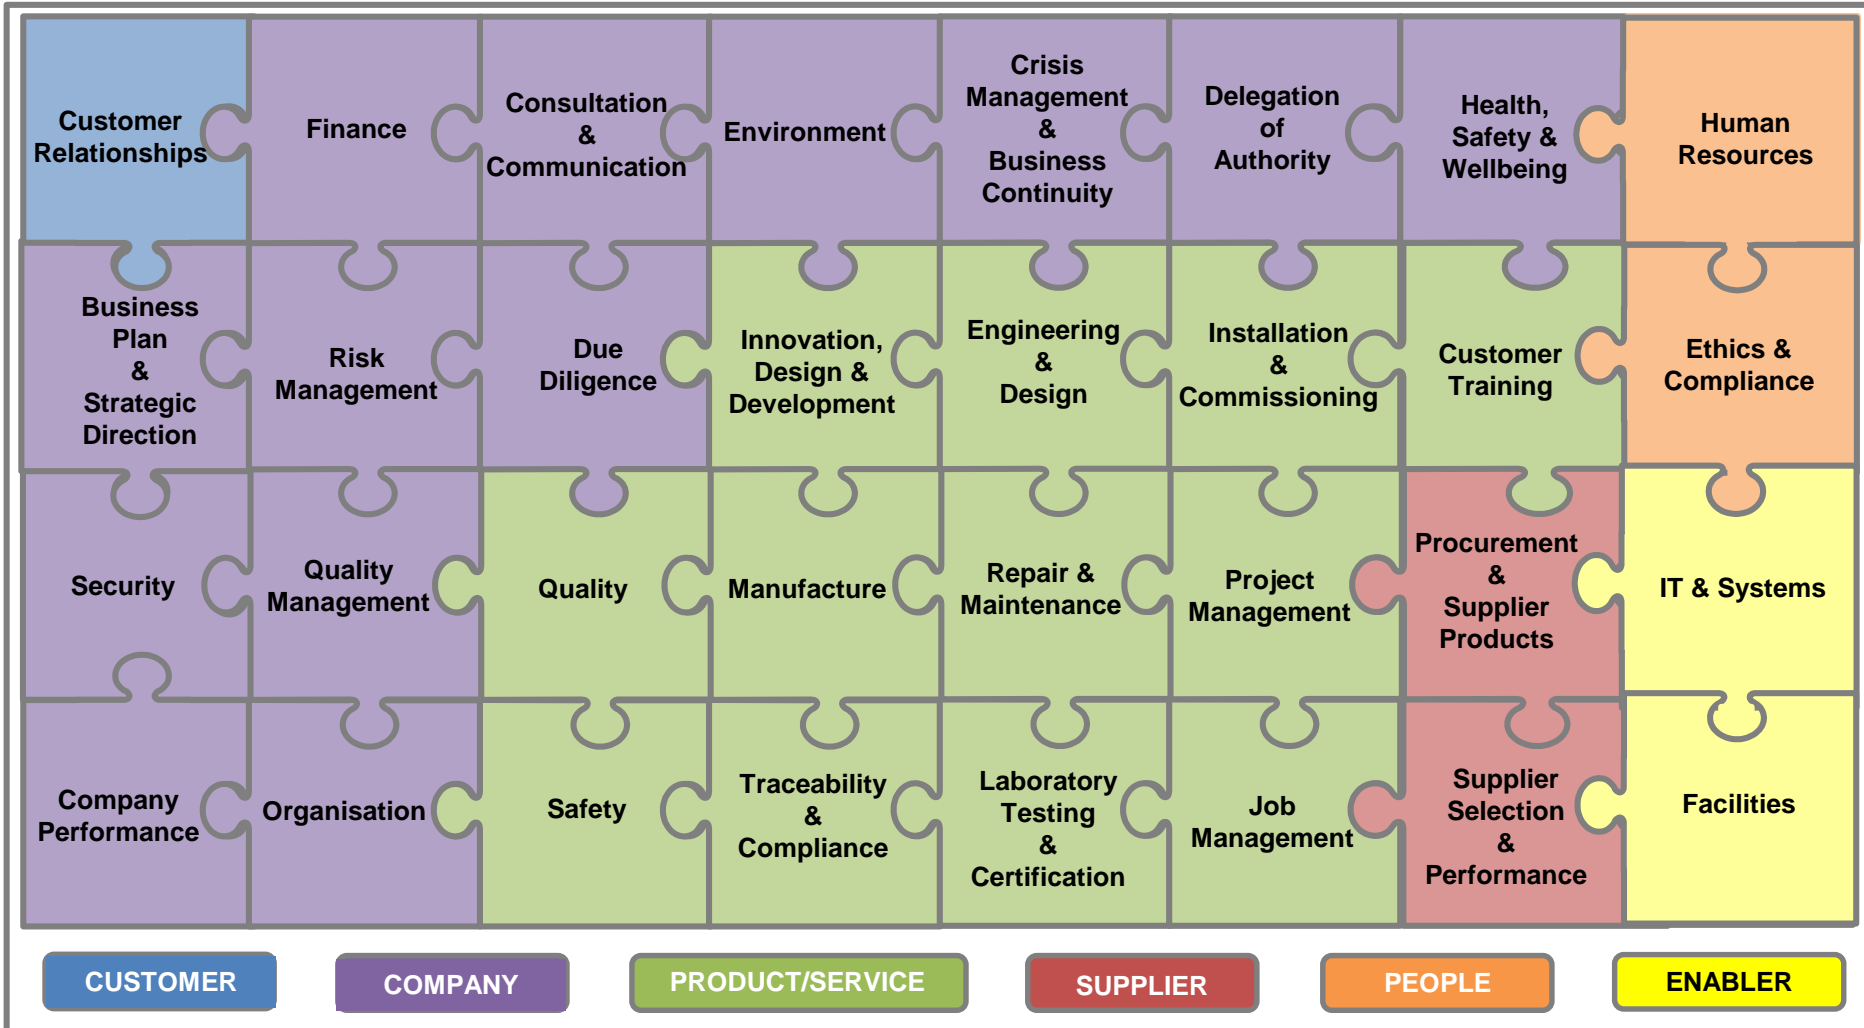 Customer
Relationships
Finance
Consultation
&
Communication
Environment
Crisis
Management
&
Business
Continuity
Delegation
of
Authority
Health,
Safety &
Wellbeing
Human
Resources
Business
Plan
&
Strategic
Direction
Risk
Management
Due
Diligence
Innovation,
Design &
Development
Engineering
&
Design
Installation
&
Commissioning
Customer
Training
Ethics &
Compliance
Security
Quality
Management
Quality
Manufacture
Repair &
Maintenance
Project
Management
Procurement
&
Supplier
Products
IT & Systems
Company
Performance
Organisation
Safety
Traceability
&
Compliance
Laboratory
Testing
&
Certification
Job
Management
Supplier
Selection
&
Performance
Facilities
CUSTOMER
COMPANY
PRODUCT/SERVICE
SUPPLIER
PEOPLE
ENABLER